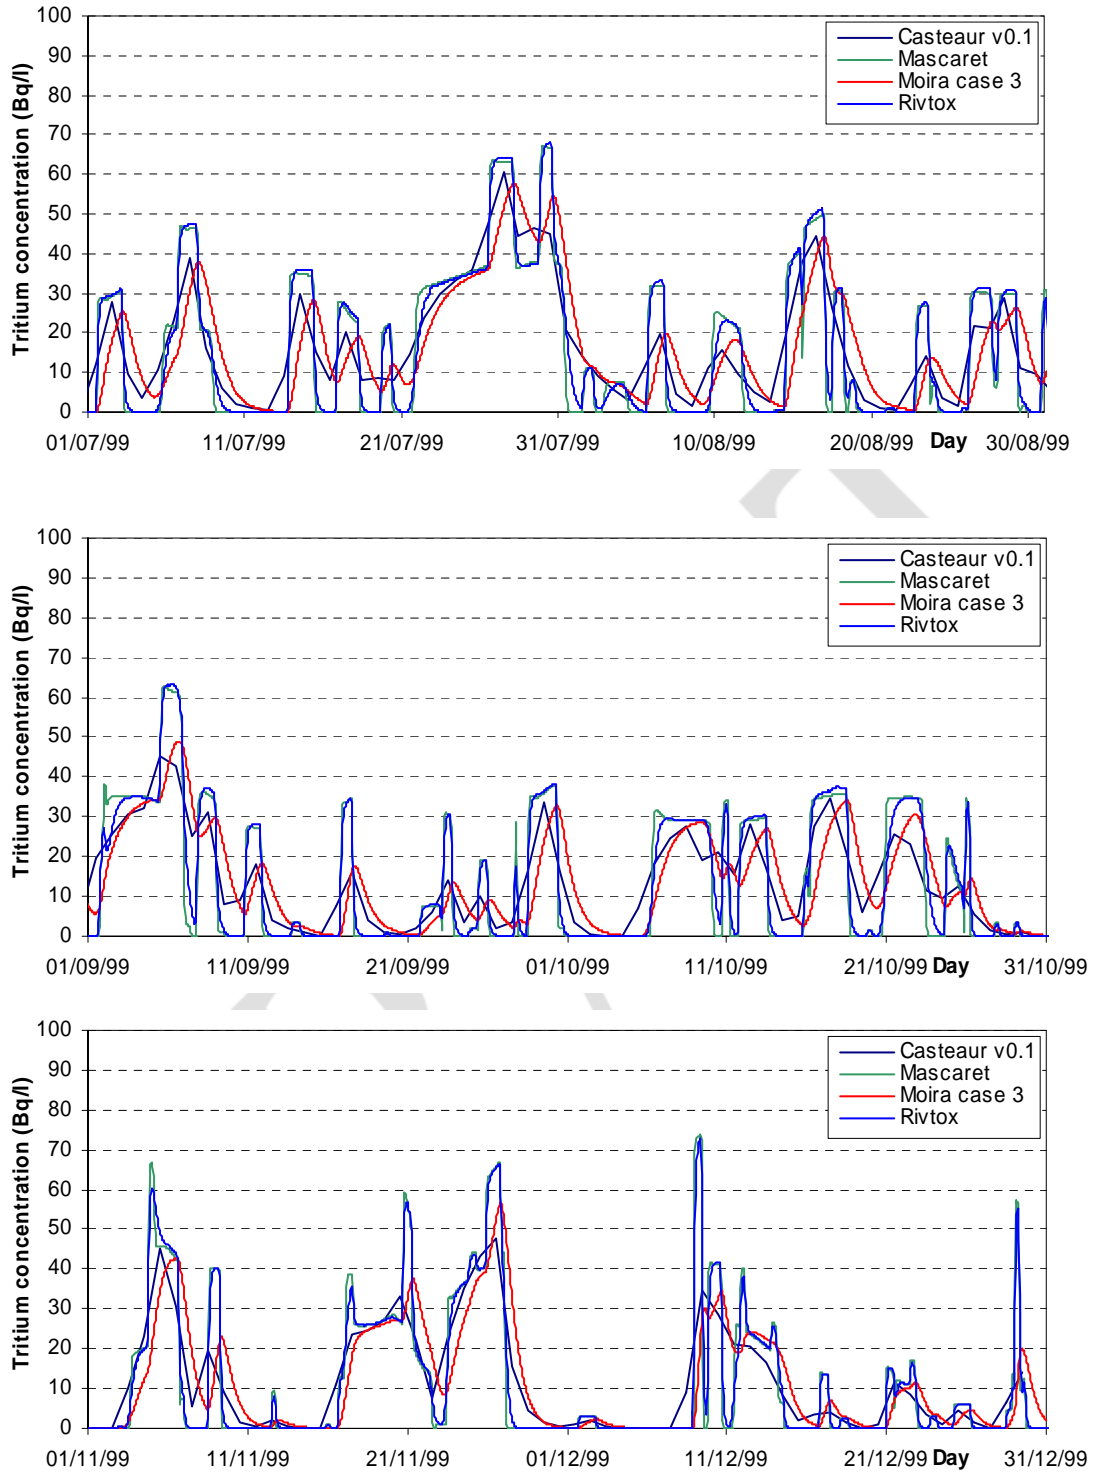 Tritium concentration (Bq/l)
100
90
80
70
60
50
40
30
20
10
0
Casteaur v0.1
Mascaret
Moira case 3
Rivtox
01/07/99 11/07/99 21/07/99 31/07/99 10/08/99 20/08/99 Day 30/08/99
Tritium concentration (Bq/l)
100
90
80
70
60
50
40
30
20
10
0
Casteaur v0.1
Mascaret
Moira case 3
Rivtox
01/09/99 11/09/99 21/09/99 01/10/99 11/10/99 21/10/99 Day 31/10/99
Tritium concentration (Bq/l)
100
90
80
70
60
50
40
30
20
10
0
Casteaur v0.1
Mascaret
Moira case 3
Rivtox
01/11/99 11/11/99 21/11/99 01/12/99 11/12/99 21/12/99 Day 31/12/99